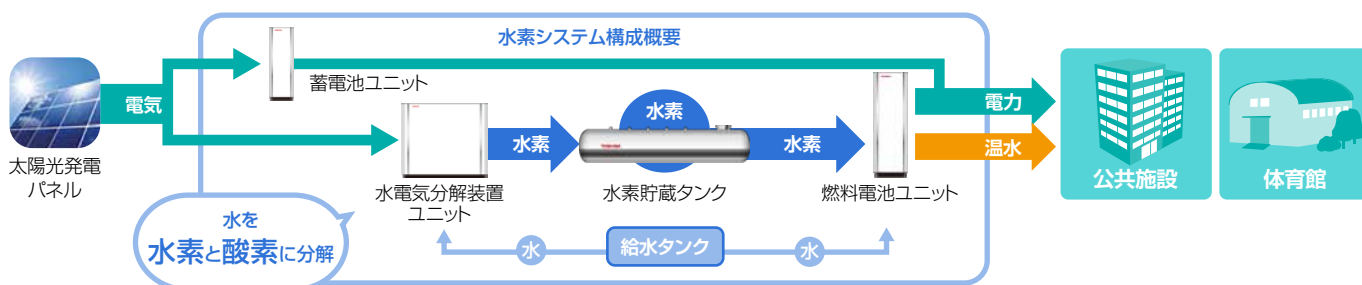 水素システム構成概要
太陽光発電
パネル
電気
蓄電池ユニット
水電気分解装置
ユニット
水素
水素
水素貯蔵タンク
水素
燃料電池ユニット
電力
温水
公共施設
体育館
水を
水素と酸素に分解
水
給水タンク
水